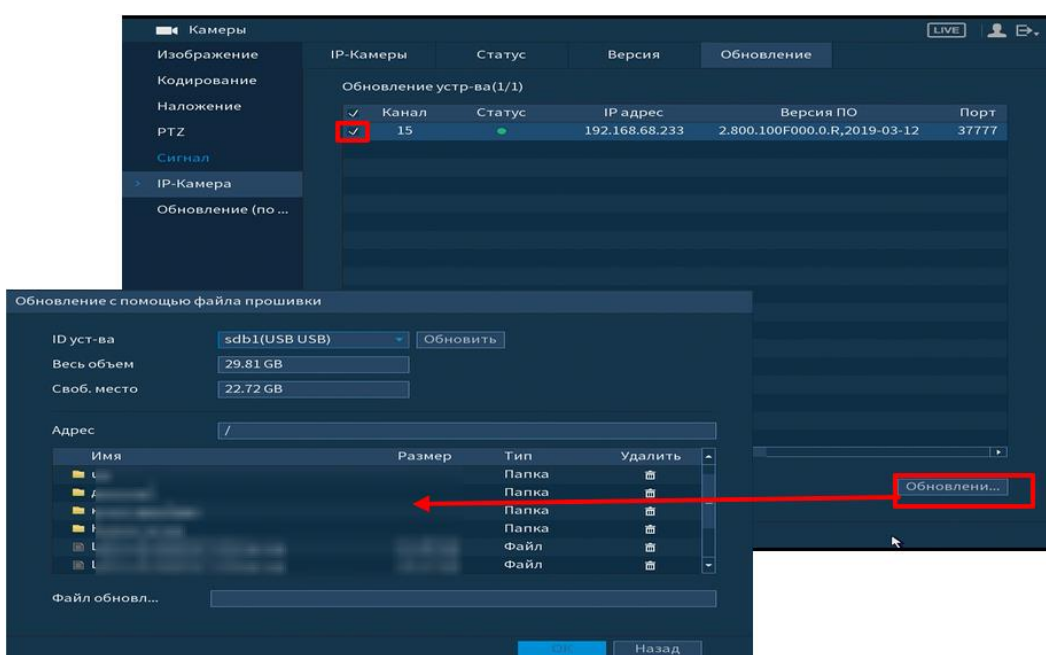 Камеры
LIVE
Изображение
IP-Камеры Статус Версия Обновление
Кодирование
Обновление устр-ва(1/1)
Наложение
Канал Статус IP адрес Версия ПО Порт
PTZ
15 192.168.68.233 2.800.100F000.0.R,2019-03-12 37777
Сигнал
IP-Камера
Обновление (по ...
Обновлени...
Обновление с помощью файла прошивки
ID уст-ва sdb1(USB USB) Обновить
Весь объем 29.81 GB
Своб. место 22.72 GB
Адрес /
Имя Размер Тип Удалить
Папка
Папка
Папка
Папка
Файл
Файл
Файл обновл...
OK Назад